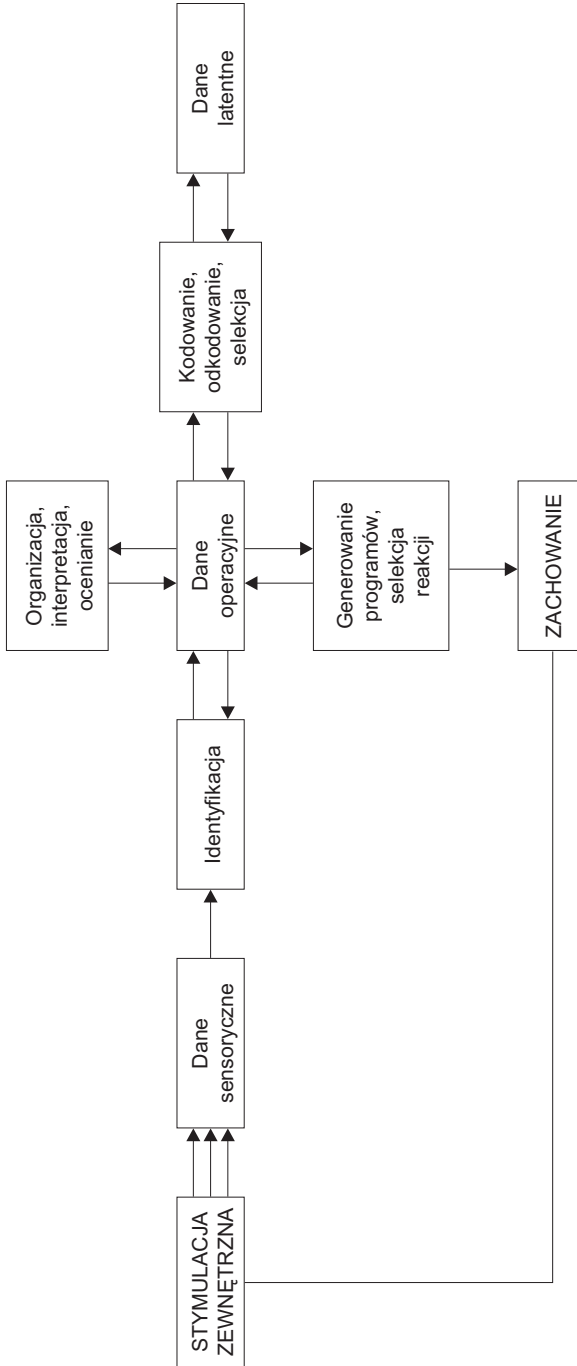 STYMULACJA
ZEWNĘTRZNA
Dane
sensoryczne
Identyfikacja
Organizacja,
interpretacja,
ocenianie
Dane
operacyjne
Generowanie
programów,
selekcja
reakcji
ZACHOWANIE
Kodowanie,
odkodowanie,
selekcja
Dane
latentne